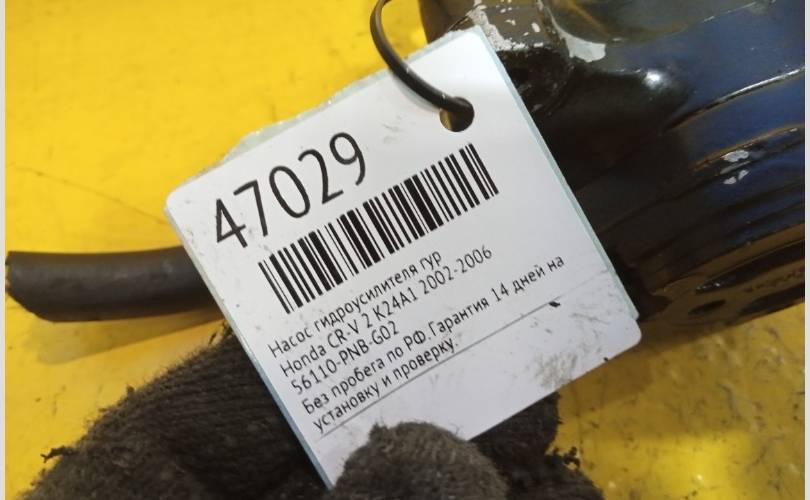 47029
Насос гидроусилителя гур
Honda CR-V 2 K24A1 2002-2006
56110-PNB-G02
Без пробега по РФ.Гарантия 14 дней на
установку и проверку.